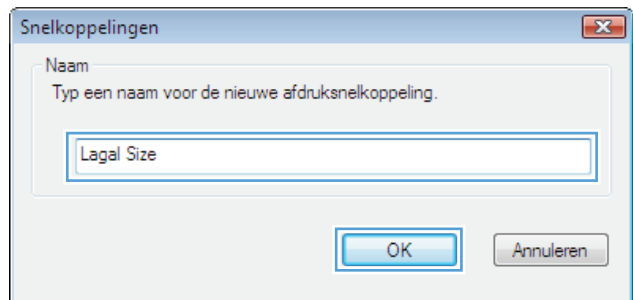 Snelkoppelingen
Naam
Typ een naam voor de nieuwe afdruksnelkoppeling.
Lagal Size
OK
Annuleren